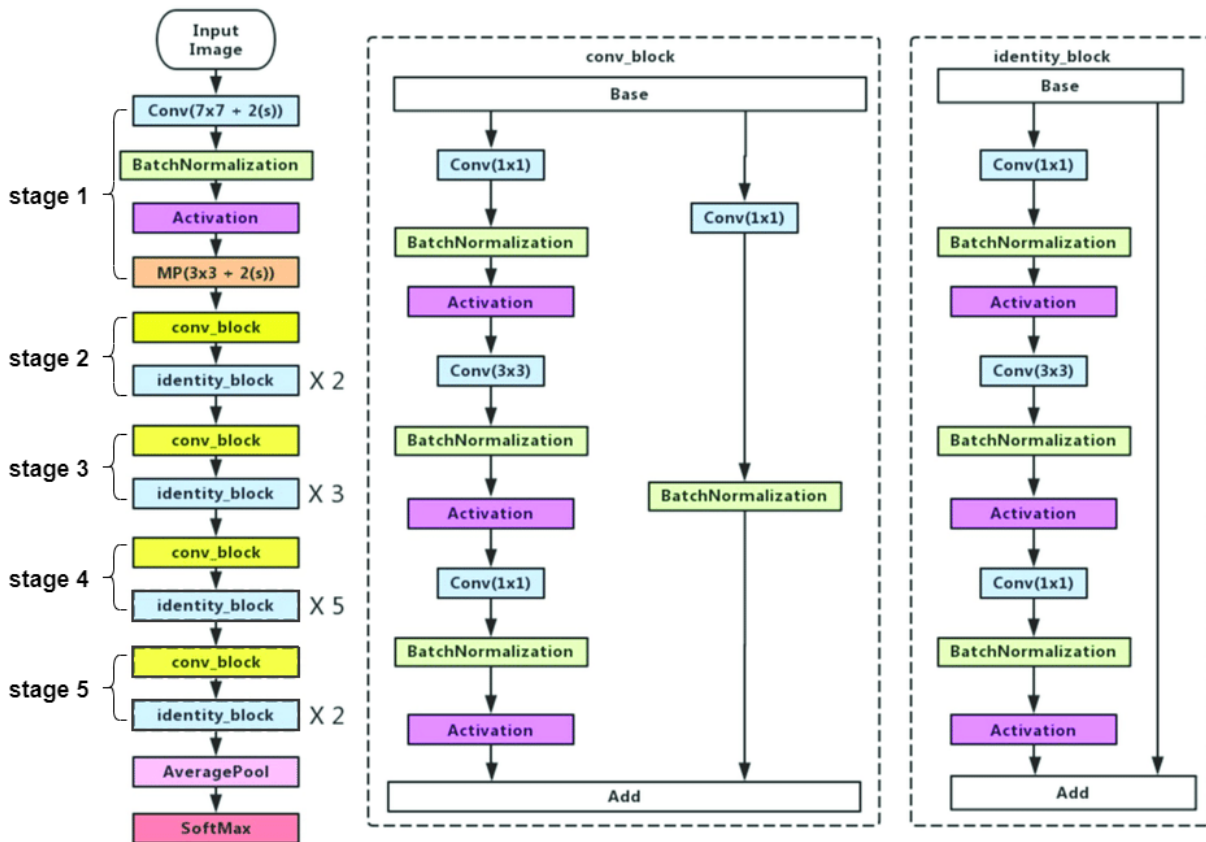 Input
Image
Conv(7x7 + 2(s))
BatchNormalization
stage 1
Activation
MP(3x3 + 2(s))
conv_block
stage 2
identity_block X 2
conv_block
stage 3
identity_block X 3
conv_block
stage 4
identity_block X 5
conv_block
stage 5
identity_block X 2
AveragePool
SoftMax
conv_block
Base
Conv(1x1)
BatchNormalization
Activation
Conv(3x3)
BatchNormalization
Activation
Conv(1x1)
BatchNormalization
Activation
Conv(1x1)
BatchNormalization
Add
identity_block
Base
Conv(1x1)
BatchNormalization
Activation
Conv(3x3)
BatchNormalization
Activation
Conv(1x1)
BatchNormalization
Activation
Add